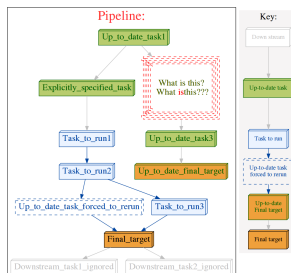 Pipeline:
Key:
Up_to_date_task1
Down stream
What is this?
What isthis???
Explicitly_specified_task
Up-to-date task
Task_to_run1
Up_to_date_task3
Task to run
Task_to_run2
Up_to_date_final_target
Up-to-date task
forced to rerun
Up_to_date_task_forced_to_rerun
Task_to_run3
Up-to-date
Final target
Final_target
Final target
Downstream_task1_ignored
Downstream_task2_ignored